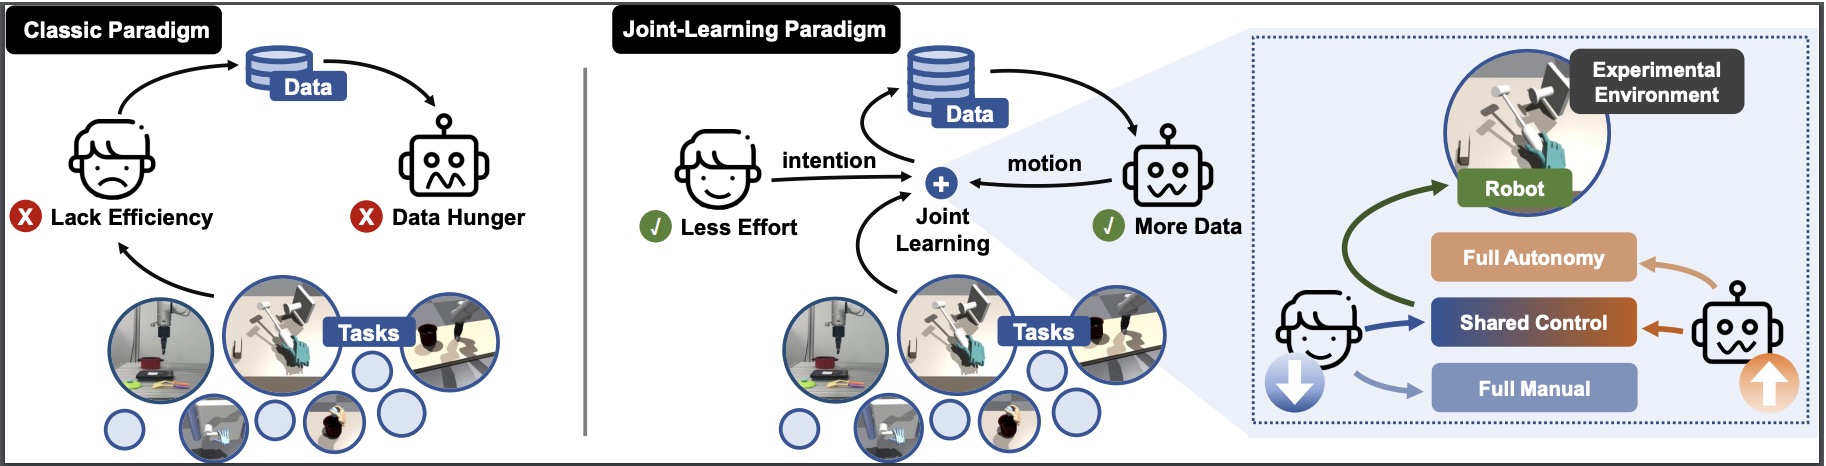 Classic Paradigm
Data
X Lack Efficiency
X Data Hunger
Tasks
Joint-Learning Paradigm
Data
intention
motion
+
Joint
Learning
√ Less Effort
√ More Data
Tasks
Experimental
Environment
Robot
Full Autonomy
Shared Control
Full Manual